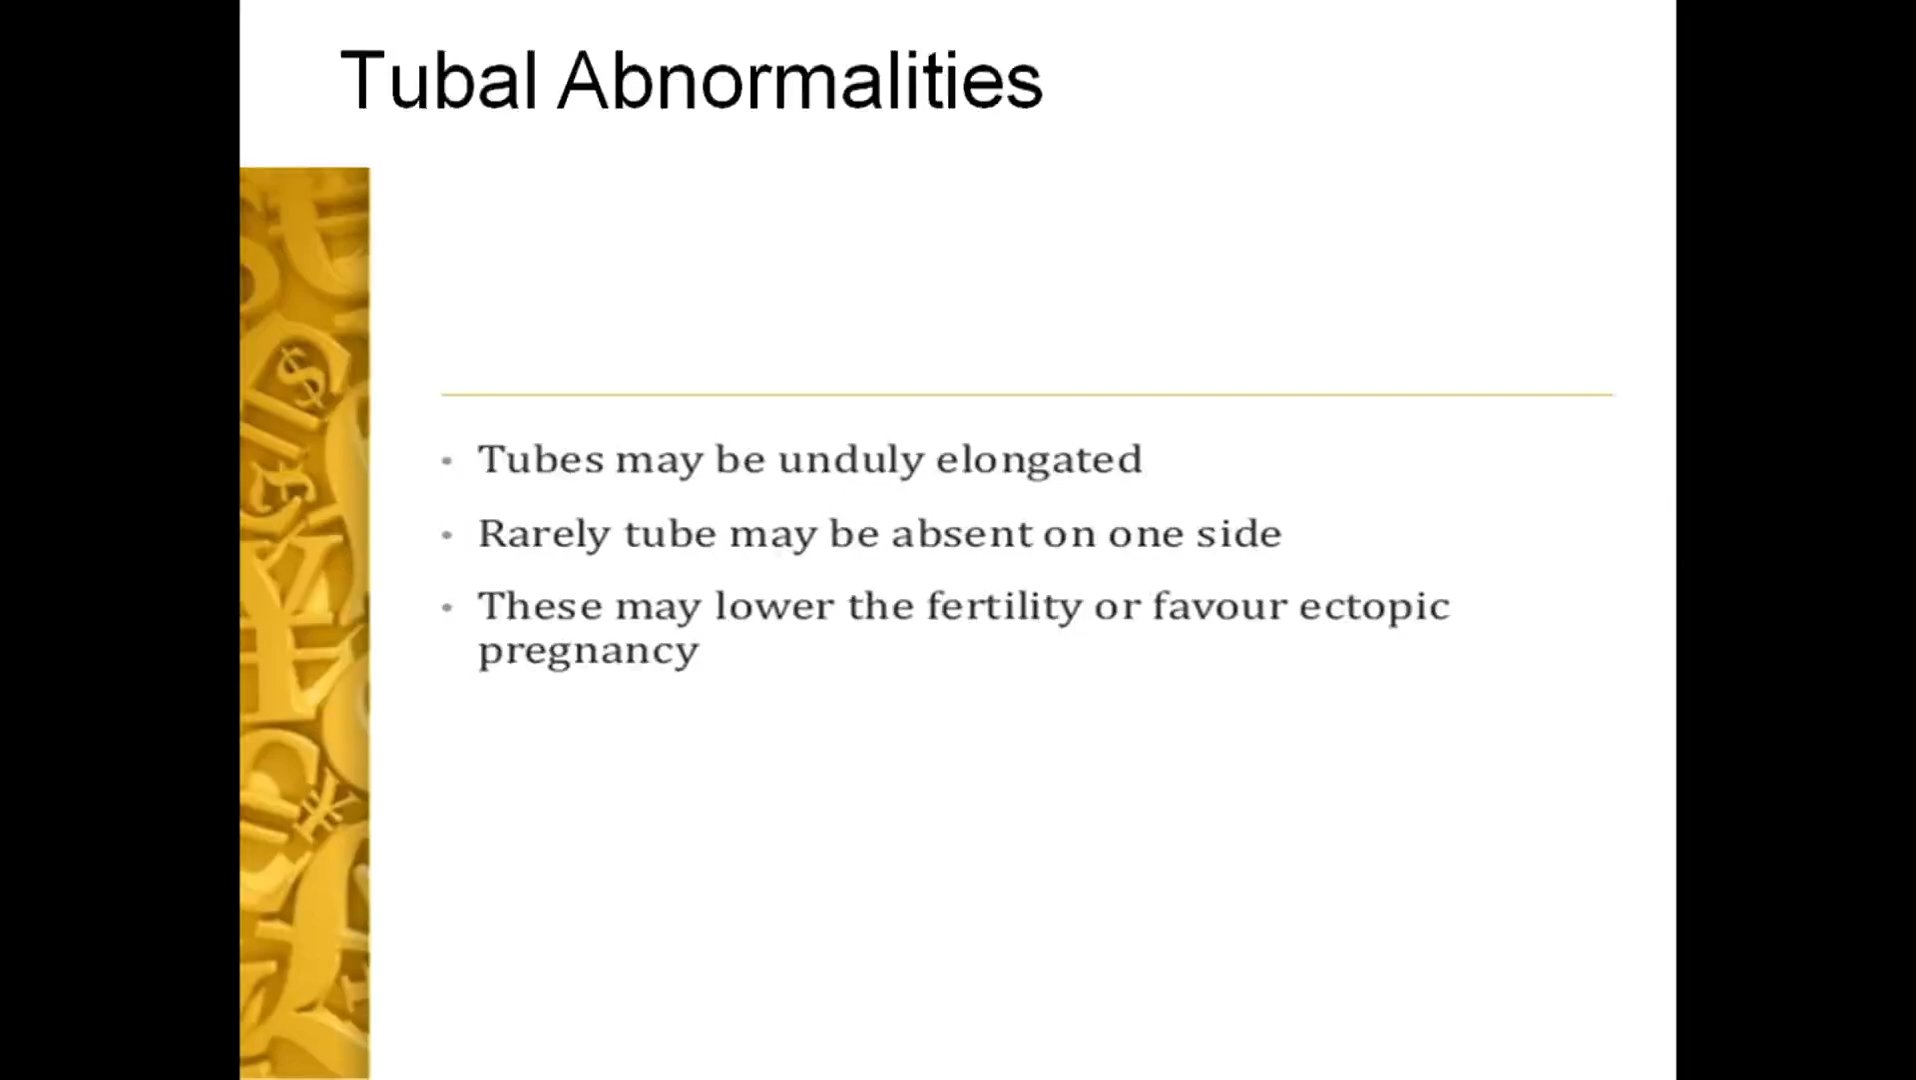 Tubal Abnormalities
• Tubes may be unduly elongated
• Rarely tube may be absent on one side
• These may lower the fertility or favour ectopic
pregnancy